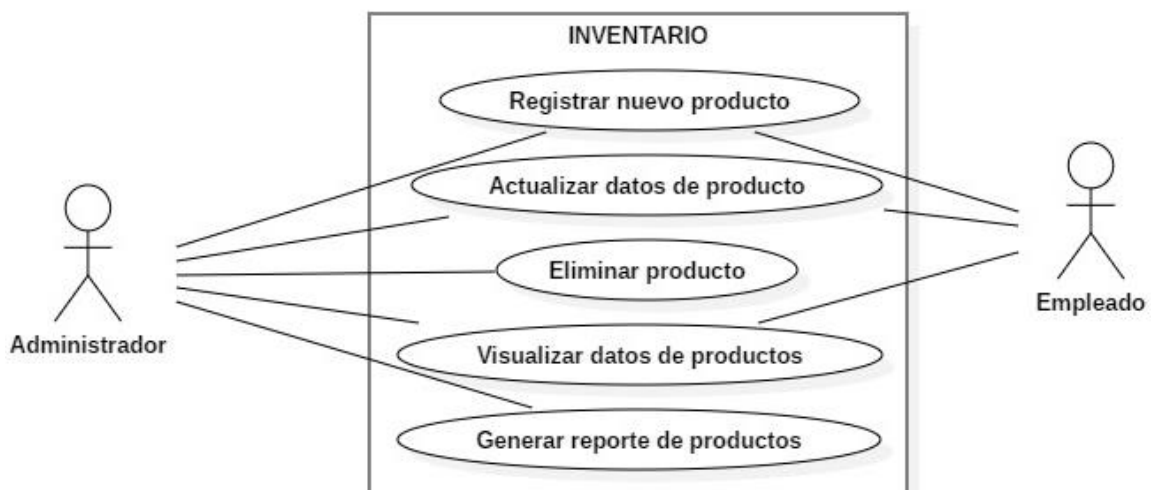 INVENTARIO
Registrar nuevo producto
Actualizar datos de producto
Eliminar producto
Empleado
Administrador
Visualizar datos de productos
Generar reporte de productos